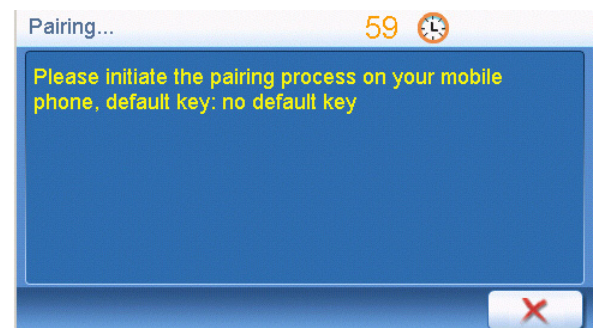 Pairing... 59
Please initiate the pairing process on your mobile
phone, default key: no default key